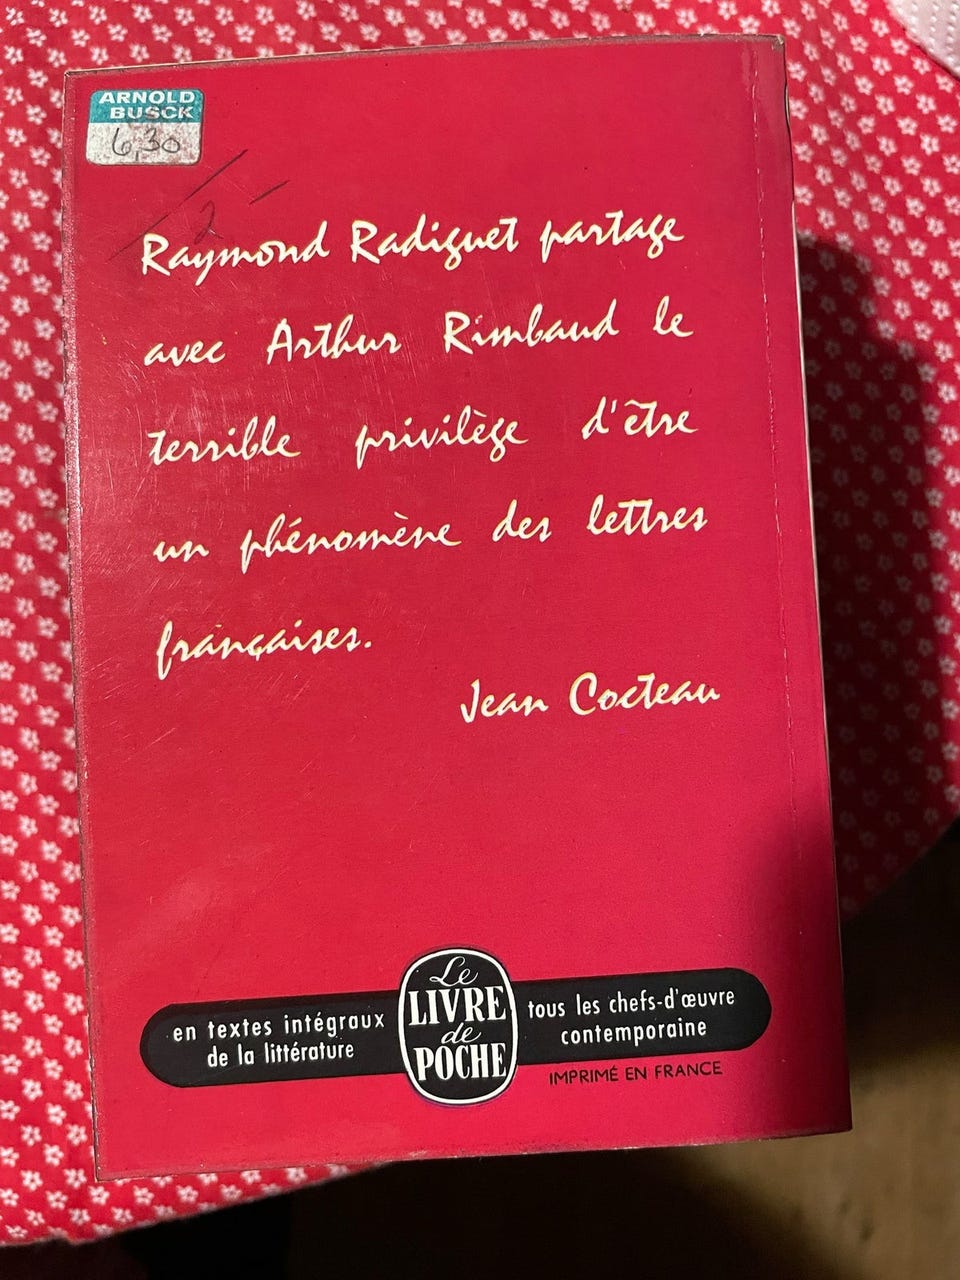 ARNOLD
BUSCK
6,30
2
Raymond Radiguet partage
avec Arthur Rimbaud le
terrible privilège d'être
un phénomène des lettres
françaises.
Jean Cocteau
en textes intégraux
de la littérature
Le
LIVRE
de
POCHE
tous les chefs-d'œuvre
contemporaine
IMPRIMÉ EN FRANCE